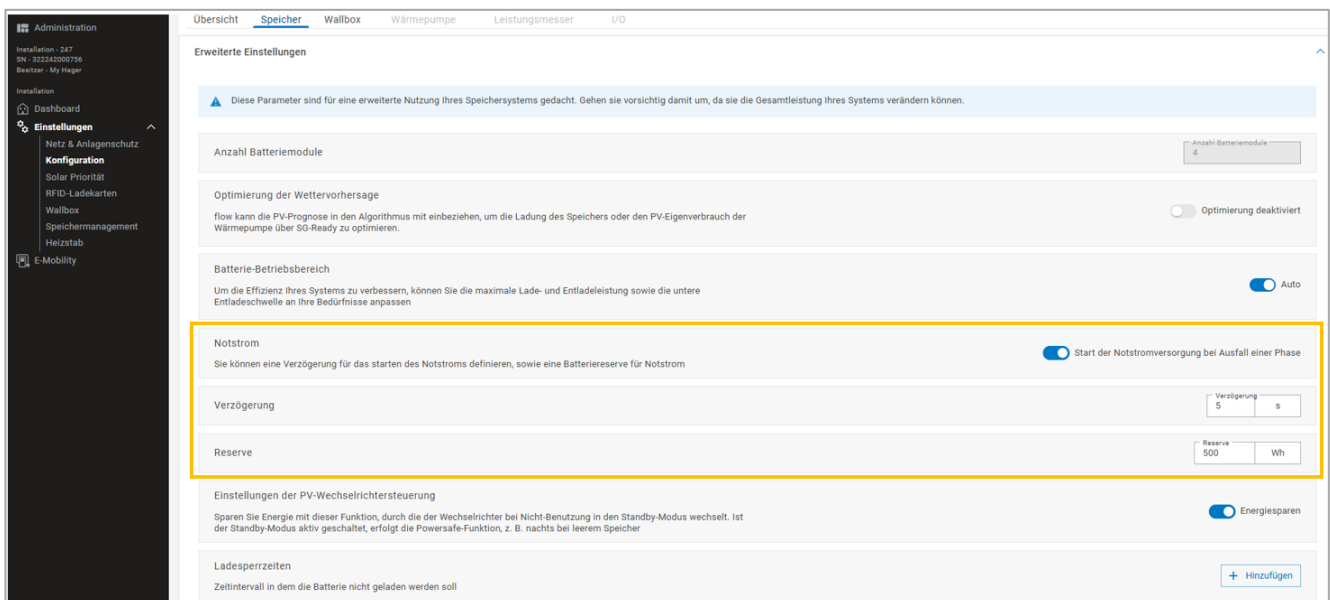 Administration
Installation - 247
SN - 322242000756
Besitzer - My Hager
Installation
Dashboard
Einstellungen
Netz & Anlagenschutz
Konfiguration
Solar Priorität
RFID-Ladekarten
Wallbox
Speichermanagement
Heizstab
E-Mobility
Übersicht Speicher Wallbox Wärmepumpe Leistungsmesser I/O
Erweiterte Einstellungen
Diese Parameter sind für eine erweiterte Nutzung Ihres Speichersystems gedacht. Gehen sie vorsichtig damit um, da sie die Gesamtleistung Ihres Systems verändern können.
Anzahl Batteriemodule
Anzahl Batteriemodule
4
Optimierung der Wettervorhersage
flow kann die PV-Prognose in den Algorithmus mit einbeziehen, um die Ladung des Speichers oder den PV-Eigenverbrauch der
Wärmepumpe über SG-Ready zu optimieren.
Optimierung deaktiviert
Batterie-Betriebsbereich
Um die Effizienz Ihres Systems zu verbessern, können Sie die maximale Lade- und Entladeleistung sowie die untere
Entladeschwelle an Ihre Bedürfnisse anpassen
Auto
Notstrom
Sie können eine Verzögerung für das starten des Notstroms definieren, sowie eine Batteriereserve für Notstrom
Start der Notstromversorgung bei Ausfall einer Phase
Verzögerung
Verzögerung
5 s
Reserve
Reserve
500 Wh
Einstellungen der PV-Wechselrichtersteuerung
Sparen Sie Energie mit dieser Funktion, durch die der Wechselrichter bei Nicht-Benutzung in den Standby-Modus wechselt. Ist
der Standby-Modus aktiv geschaltet, erfolgt die Powersafe-Funktion, z. B. nachts bei leerem Speicher
Energiesparen
Ladesperrzeiten
Zeitintervall in dem die Batterie nicht geladen werden soll
+ Hinzufügen